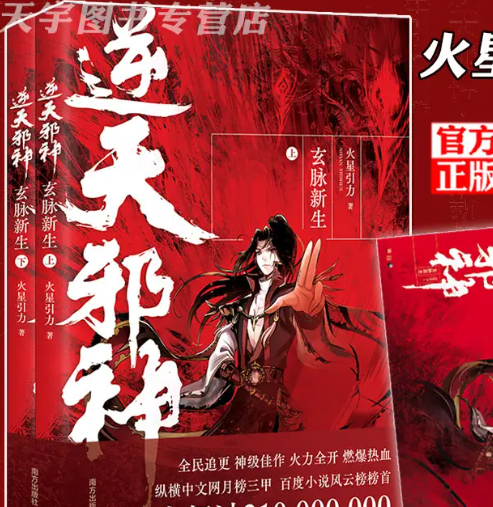 天宇图书专营店
火星
官方
正版
逆天邪神
玄脉新生
上
火星引力 著
逆天邪神
玄脉新生
上
火星引力 著
逆天邪神
玄脉新生
下
火星引力 著
邪神
全民追更 神级佳作 火力全开 燃爆热血
纵横中文网月榜三甲 百度小说风云榜榜首
南方出版社